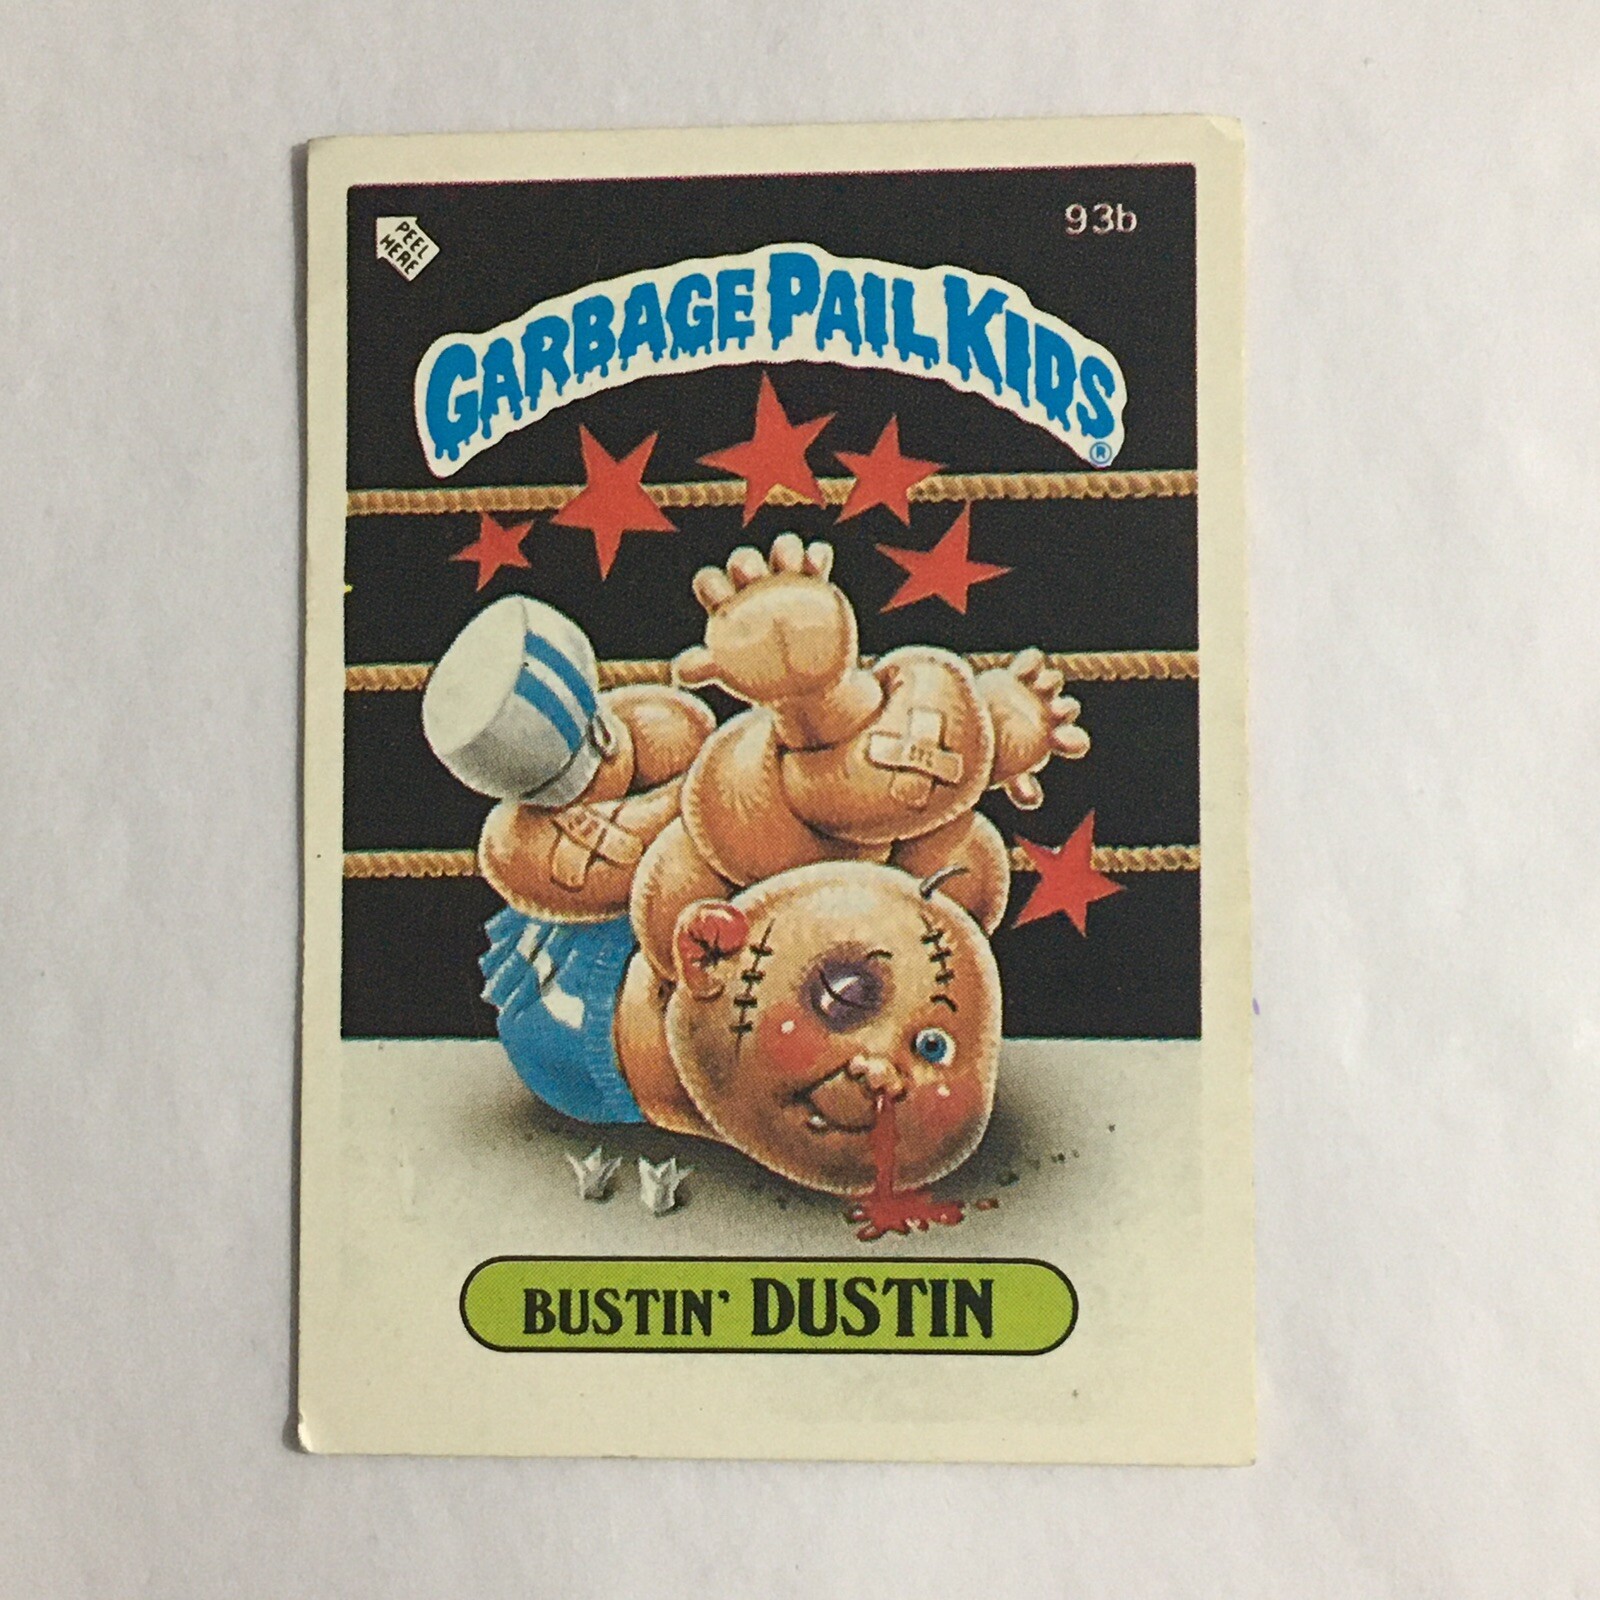 PEEL
HERE
93b
GARBAGE PAIL KIDS
®
BUSTIN' DUSTIN